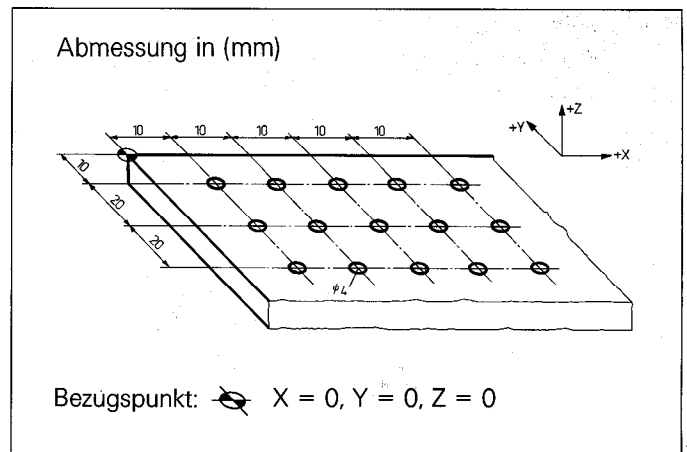 Abmessung in (mm)
10 10 10 10 10
+Z
+Y
+X
10
20
20
φ4
Bezugspunkt: X = 0, Y = 0, Z = 0